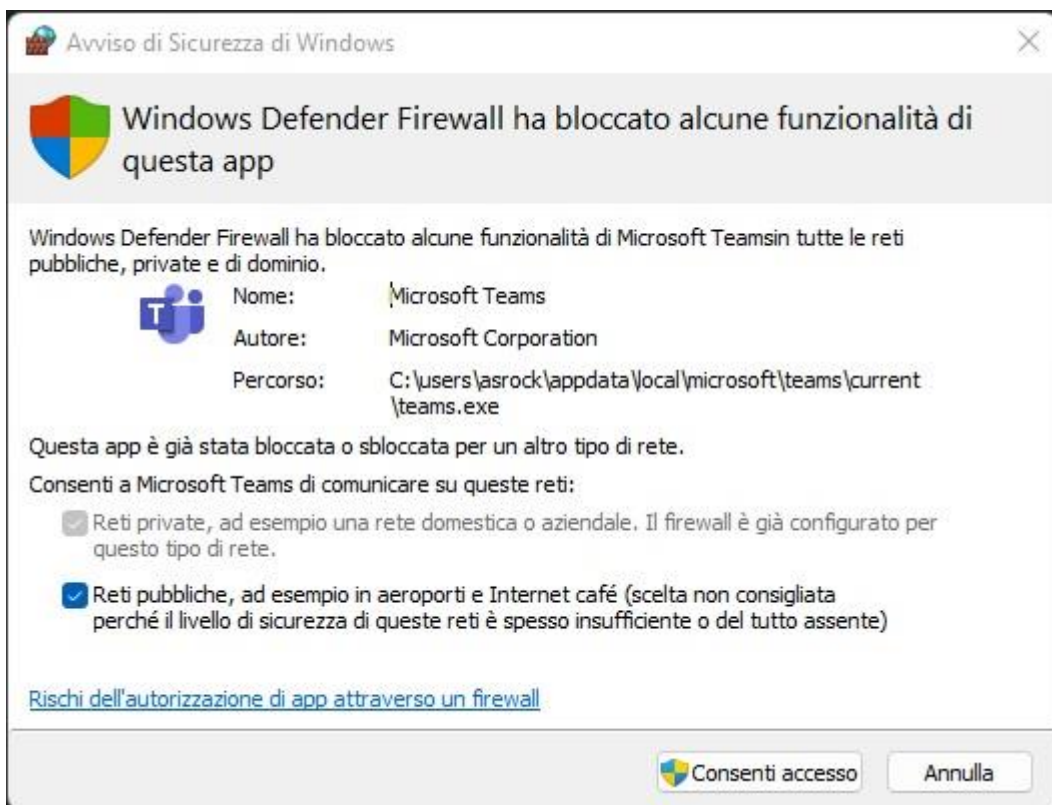 Avviso di Sicurezza di Windows
Windows Defender Firewall ha bloccato alcune funzionalità di
questa app
Windows Defender Firewall ha bloccato alcune funzionalità di Microsoft Teamsin tutte le reti
pubbliche, private e di dominio.
T
Nome: Microsoft Teams
Autore: Microsoft Corporation
Percorso: C:\users\asrock\appdata\local\microsoft\teams\current
\teams.exe
Questa app è già stata bloccata o sbloccata per un altro tipo di rete.
Consenti a Microsoft Teams di comunicare su queste reti:
Reti private, ad esempio una rete domestica o aziendale. Il firewall è già configurato per
questo tipo di rete.
Reti pubbliche, ad esempio in aeroporti e Internet café (scelta non consigliata
perché il livello di sicurezza di queste reti è spesso insufficiente o del tutto assente)
Rischi dell'autorizzazione di app attraverso un firewall
Consenti accesso Annulla